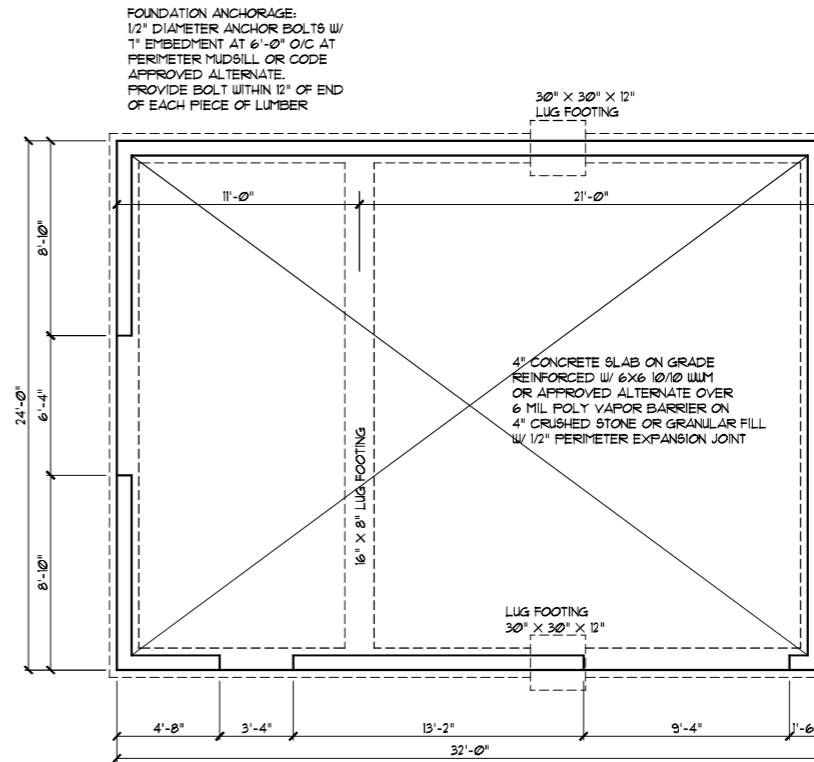 FOUNDATION ANCHORAGE:
1/2" DIAMETER ANCHOR BOLTS W/
7" EMBEDMENT AT 6'-0" O/C AT
PERIMETER MUDSILL OR CODE
APPROVED ALTERNATE.
PROVIDE BOLT WITHIN 12" OF END
OF EACH PIECE OF LUMBER
30" X 30" X 12"
LUG FOOTING
11'-0"
21'-0"
8'-10"
24'-0"
6'-4"
8'-10"
4" CONCRETE SLAB ON GRADE
REINFORCED W/ 6X6 10/10 WWM
OR APPROVED ALTERNATE OVER
6 MIL POLY VAPOR BARRIER ON
4" CRUSHED STONE OR GRANULAR FILL
W/ 1/2" PERIMETER EXPANSION JOINT
16" X 8" LUG FOOTING
LUG FOOTING
30" X 30" X 12"
4'-8"
3'-4"
13'-2"
9'-4"
1'-6
32'-0"